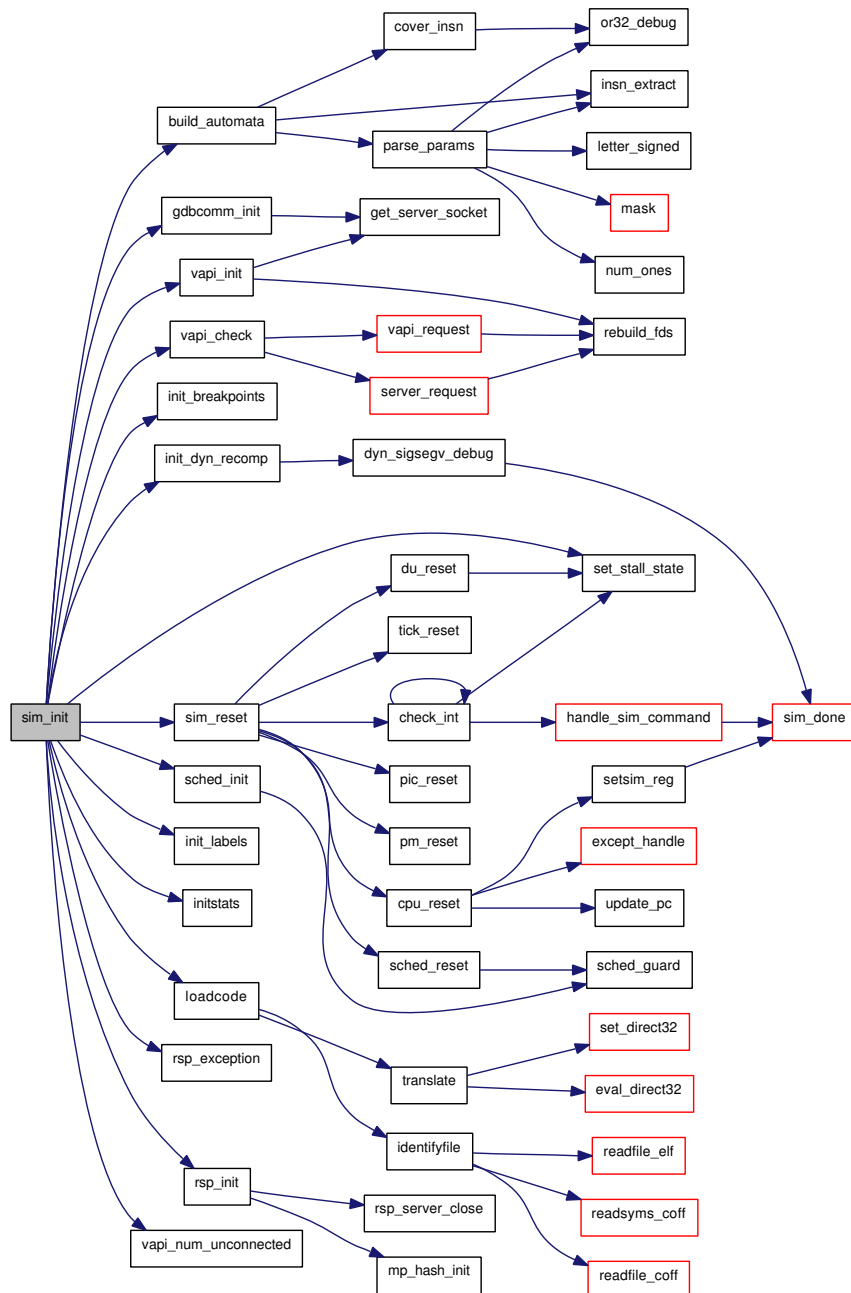 cover_insn
or32_debug
build_automata
insn_extract
parse_params
letter_signed
mask
gdbcomm_init
get_server_socket
num_ones
vapi_init
vapi_check
vapi_request
rebuild_fds
server_request
init_breakpoints
init_dyn_recomp
dyn_sigsegv_debug
du_reset
set_stall_state
tick_reset
sim_init
sim_reset
check_int
handle_sim_command
sim_done
sched_init
pic_reset
setsim_reg
init_labels
pm_reset
except_handle
initstats
cpu_reset
update_pc
sched_reset
sched_guard
loadcode
set_direct32
rsp_exception
translate
eval_direct32
identifyfile
readfile_elf
rsp_init
rsp_server_close
readsyms_coff
vapi_num_unconnected
mp_hash_init
readfile_coff